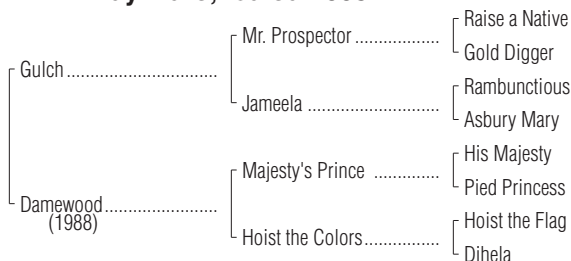 Raise a Native
Mr. Prospector ..................
Gold Digger
Gulch ................................
Rambunctious
Jameela ............................
Asbury Mary
His Majesty
Majesty's Prince ..............
Pied Princess
Damewood........................
(1988)
Hoist the Flag
Hoist the Colors................
Dihela